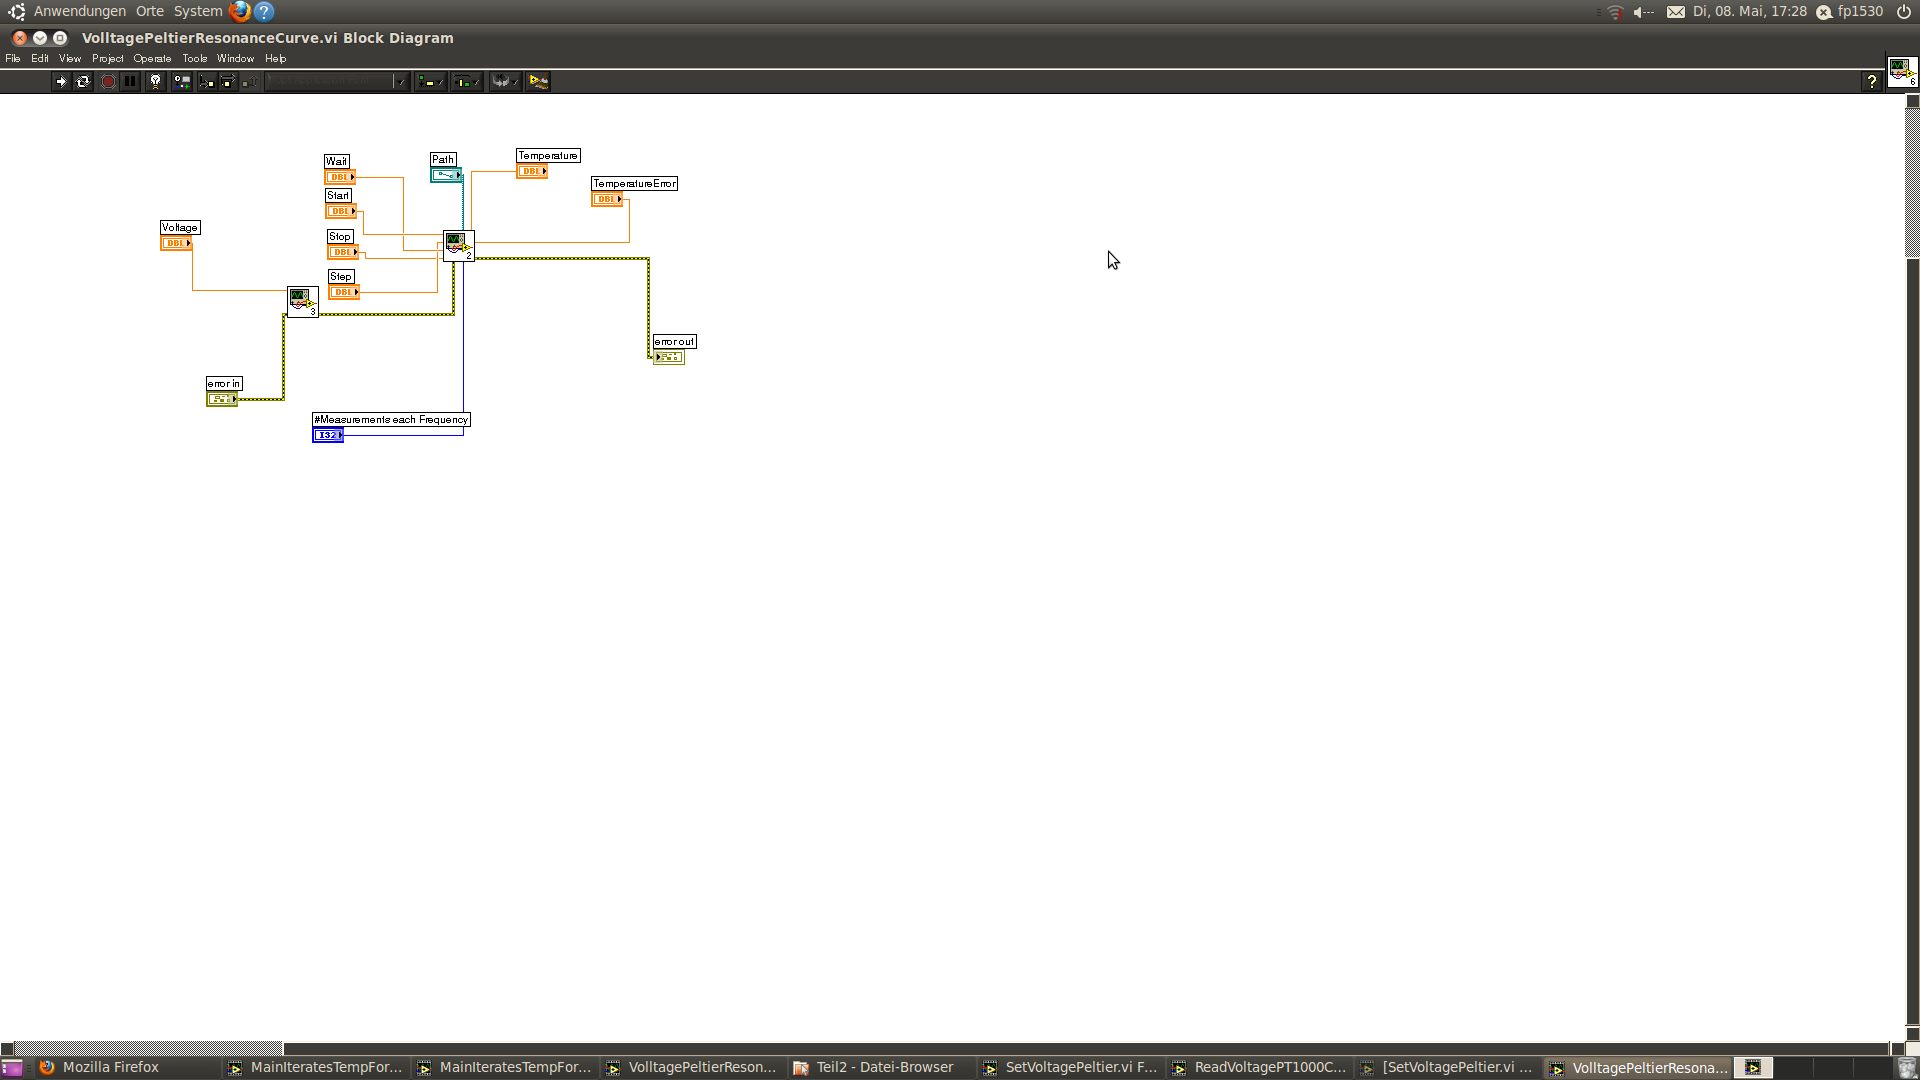 Anwendungen Orte System
Di, 08. Mai, 17:28 fp1530
VolltagePeltierResonanceCurve.vi Block Diagram
File Edit View Project Operate Tools Window Help
6
Wait
DBL
Path
Temperature
DBL
TemperatureError
DBL
Start
DBL
Voltage
DBL
Stop
DBL
2
Step
DBL
3
error out
error in
#Measurements each Frequency
I32
Mozilla Firefox
MainIteratesTempFor...
MainIteratesTempFor...
VolltagePeltierReson...
Teil2 - Datei-Browser
SetVoltagePeltier.vi F...
ReadVoltagePT1000C...
[SetVoltagePeltier.vi ...
VolltagePeltierResona...